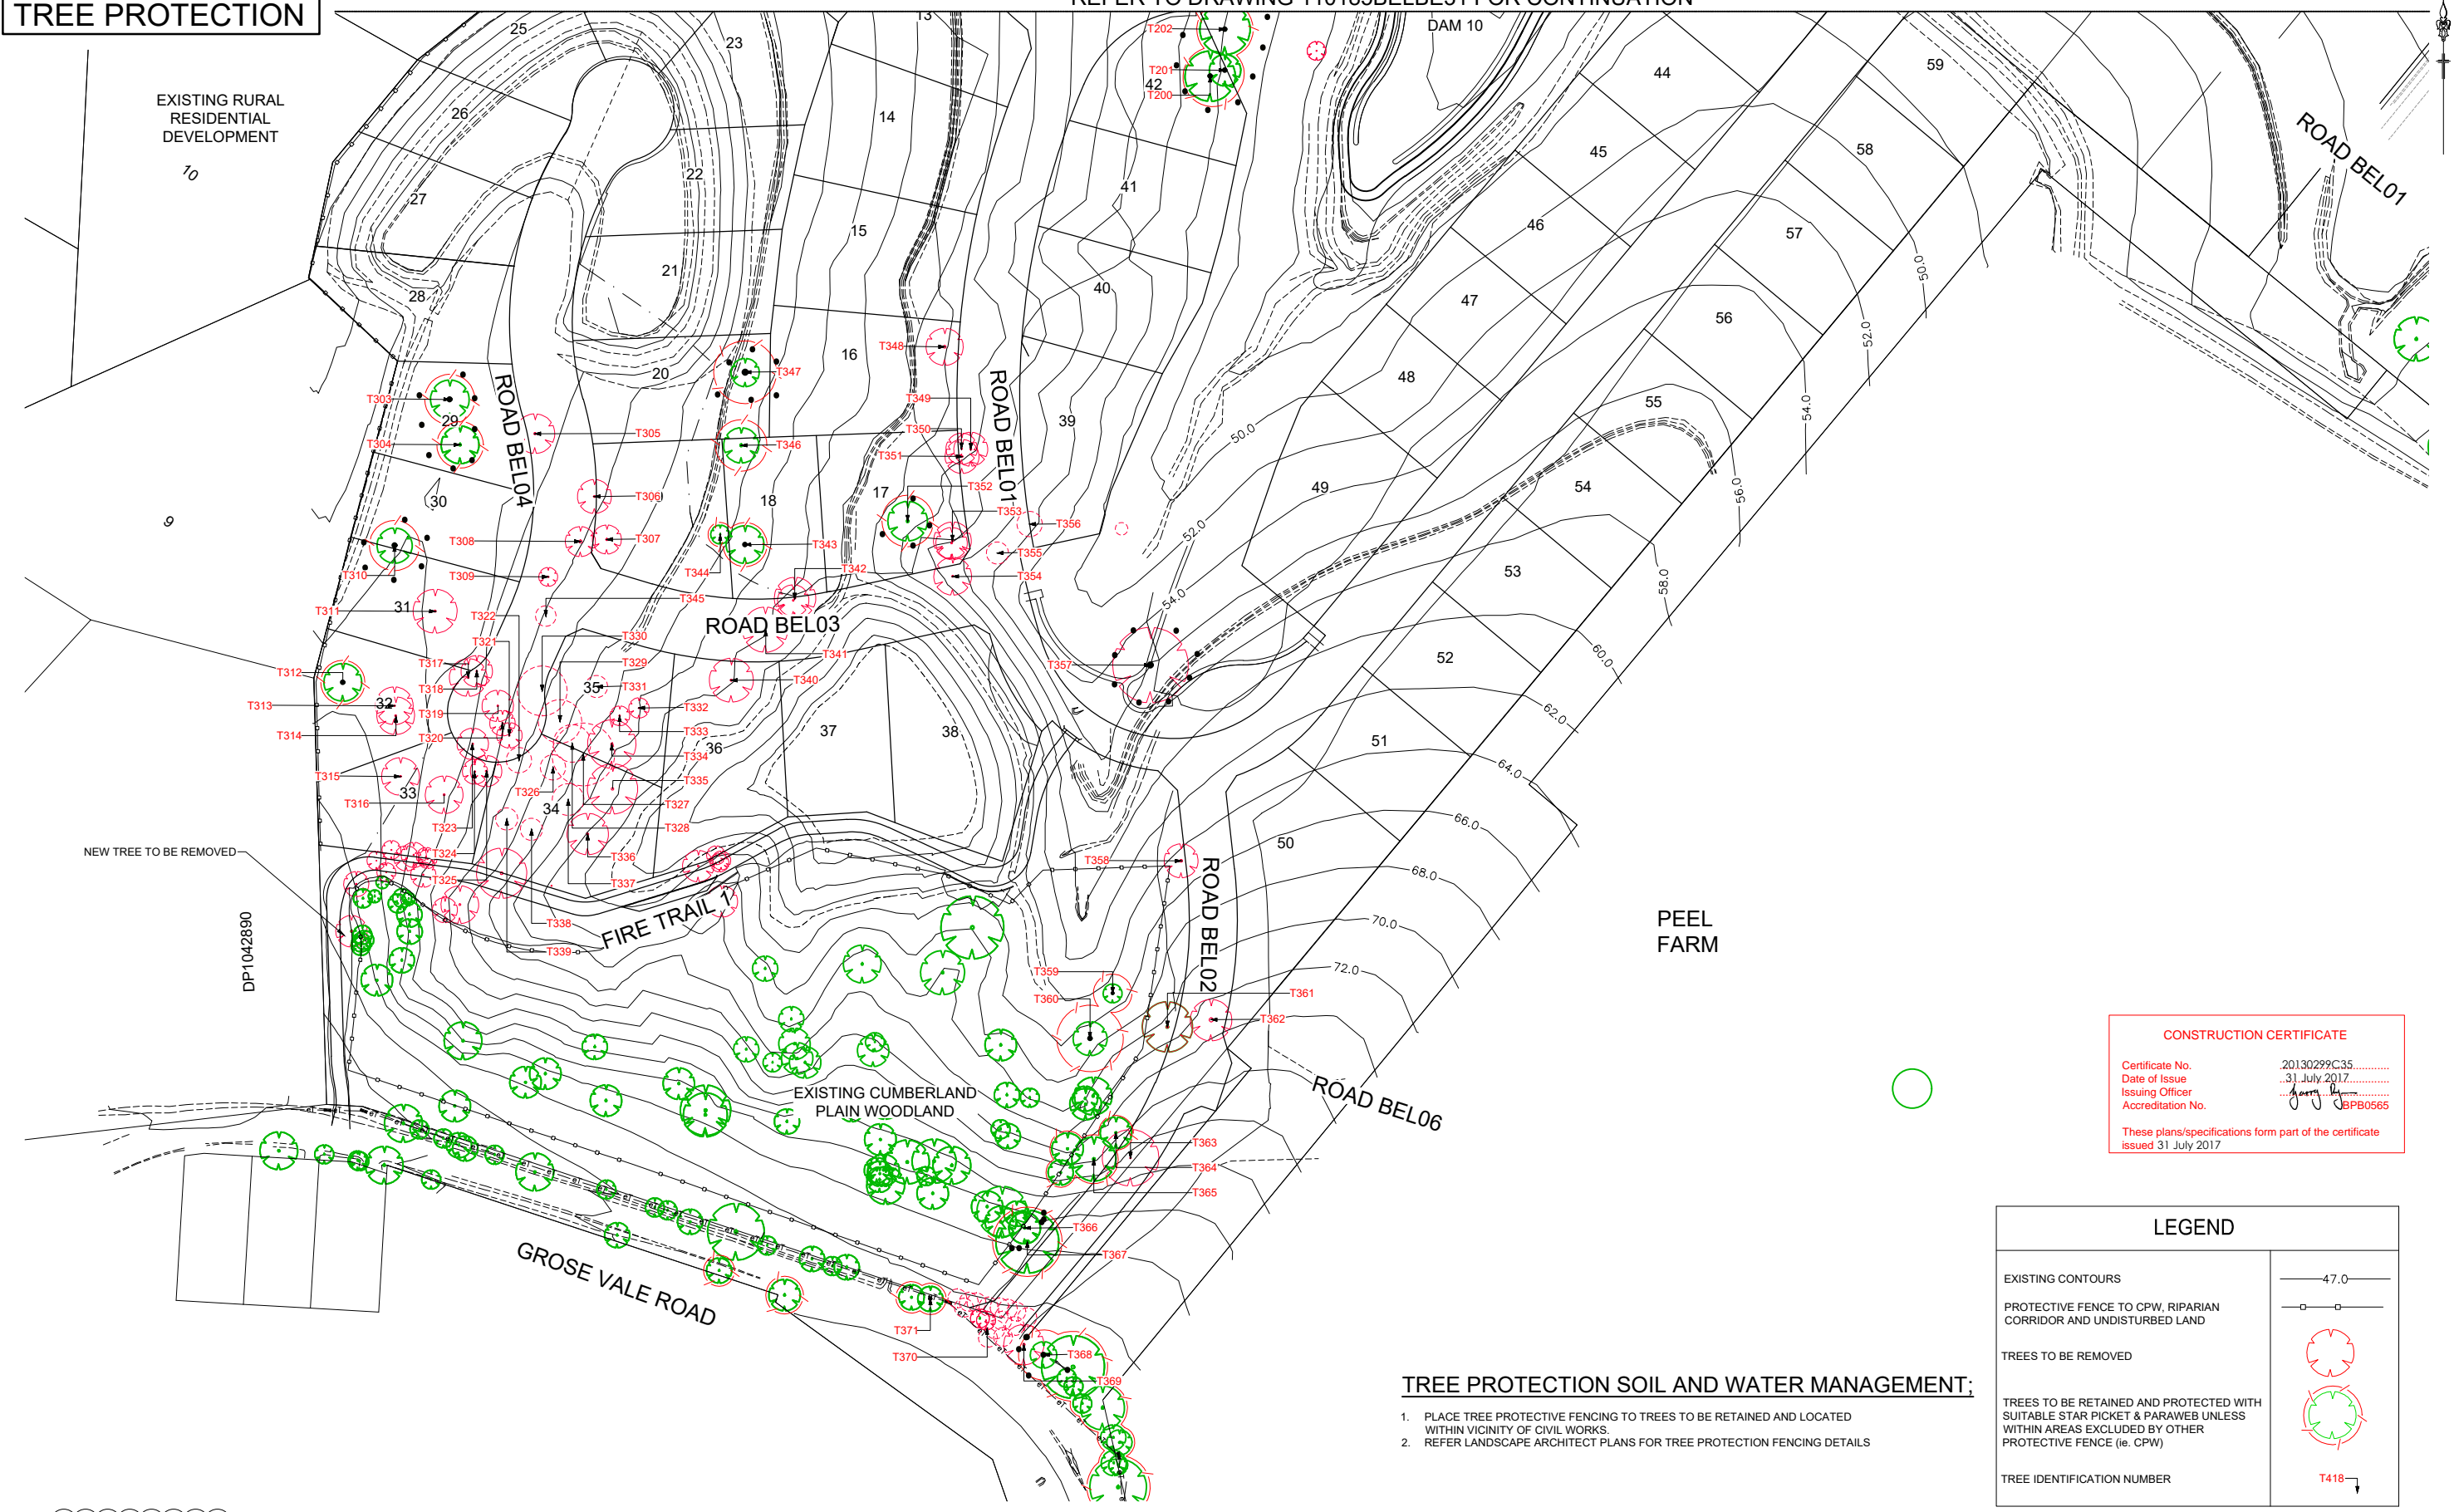 TREE PROTECTION
DAM 10
EXISTING RURAL
RESIDENTIAL
DEVELOPMENT
10
9
13
14
15
16
17
18
20
21
22
23
25
26
27
28
29
30
31
32
33
34
35
36
37
38
39
40
41
42
44
45
46
47
48
49
50
51
52
53
54
55
56
57
58
59
ROAD BEL01
ROAD BEL04
ROAD BEL01
ROAD BEL03
ROAD BEL02
ROAD BEL06
FIRE TRAIL 1
GROSE VALE ROAD
T202
T201
T200
T303
T304
T305
T306
T307
T308
T309
T310
T311
T312
T313
T314
T315
T316
T317
T318
T319
T320
T321
T322
T323
T324
T325
T326
T327
T328
T329
T330
T331
T332
T333
T334
T335
T336
T337
T338
T339
T340
T341
T342
T343
T344
T345
T346
T347
T348
T349
T350
T351
T352
T353
T354
T355
T356
T357
T358
T359
T360
T361
T362
T363
T364
T365
T366
T367
T368
T369
T370
T371
50.0
52.0
54.0
50.0
52.0
54.0
56.0
58.0
60.0
62.0
64.0
66.0
68.0
70.0
72.0
NEW TREE TO BE REMOVED
DP1042890
EXISTING CUMBERLAND
PLAIN WOODLAND
PEEL
FARM
CONSTRUCTION CERTIFICATE
Certificate No. 20130299C35
Date of Issue 31 July 2017
Issuing Officer
Accreditation No. BPB0565
These plans/specifications form part of the certificate
issued 31 July 2017
LEGEND
EXISTING CONTOURS 47.0
PROTECTIVE FENCE TO CPW, RIPARIAN
CORRIDOR AND UNDISTURBED LAND
TREES TO BE REMOVED
TREES TO BE RETAINED AND PROTECTED WITH
SUITABLE STAR PICKET & PARAWEB UNLESS
WITHIN AREAS EXCLUDED BY OTHER
PROTECTIVE FENCE (ie. CPW)
TREE IDENTIFICATION NUMBER T418
TREE PROTECTION SOIL AND WATER MANAGEMENT;
1. PLACE TREE PROTECTIVE FENCING TO TREES TO BE RETAINED AND LOCATED
WITHIN VICINITY OF CIVIL WORKS.
2. REFER LANDSCAPE ARCHITECT PLANS FOR TREE PROTECTION FENCING DETAILS